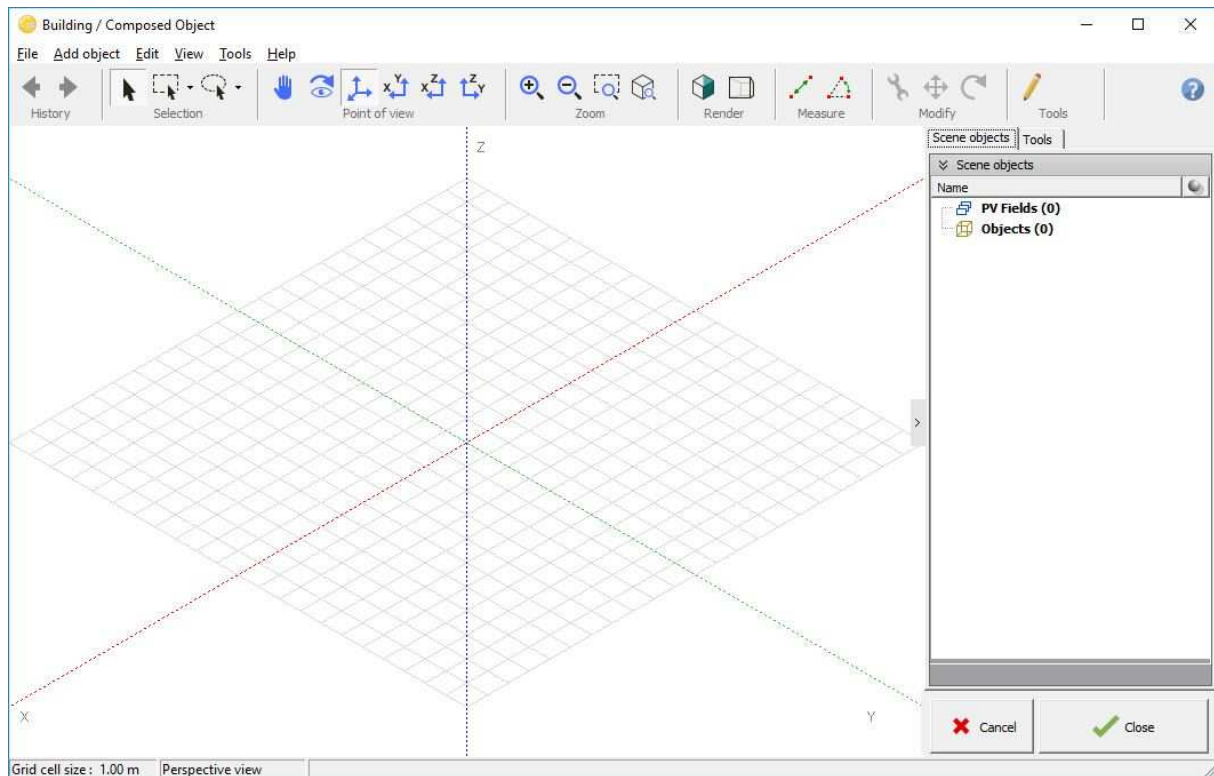 Building / Composed Object
File Add object Edit View Tools Help
History Selection Point of view Zoom Render Measure Modify Tools
Scene objects Tools
Scene objects
Name
PV Fields (0)
Objects (0)
Z
X
Y
Cancel Close
Grid cell size : 1.00 m Perspective view